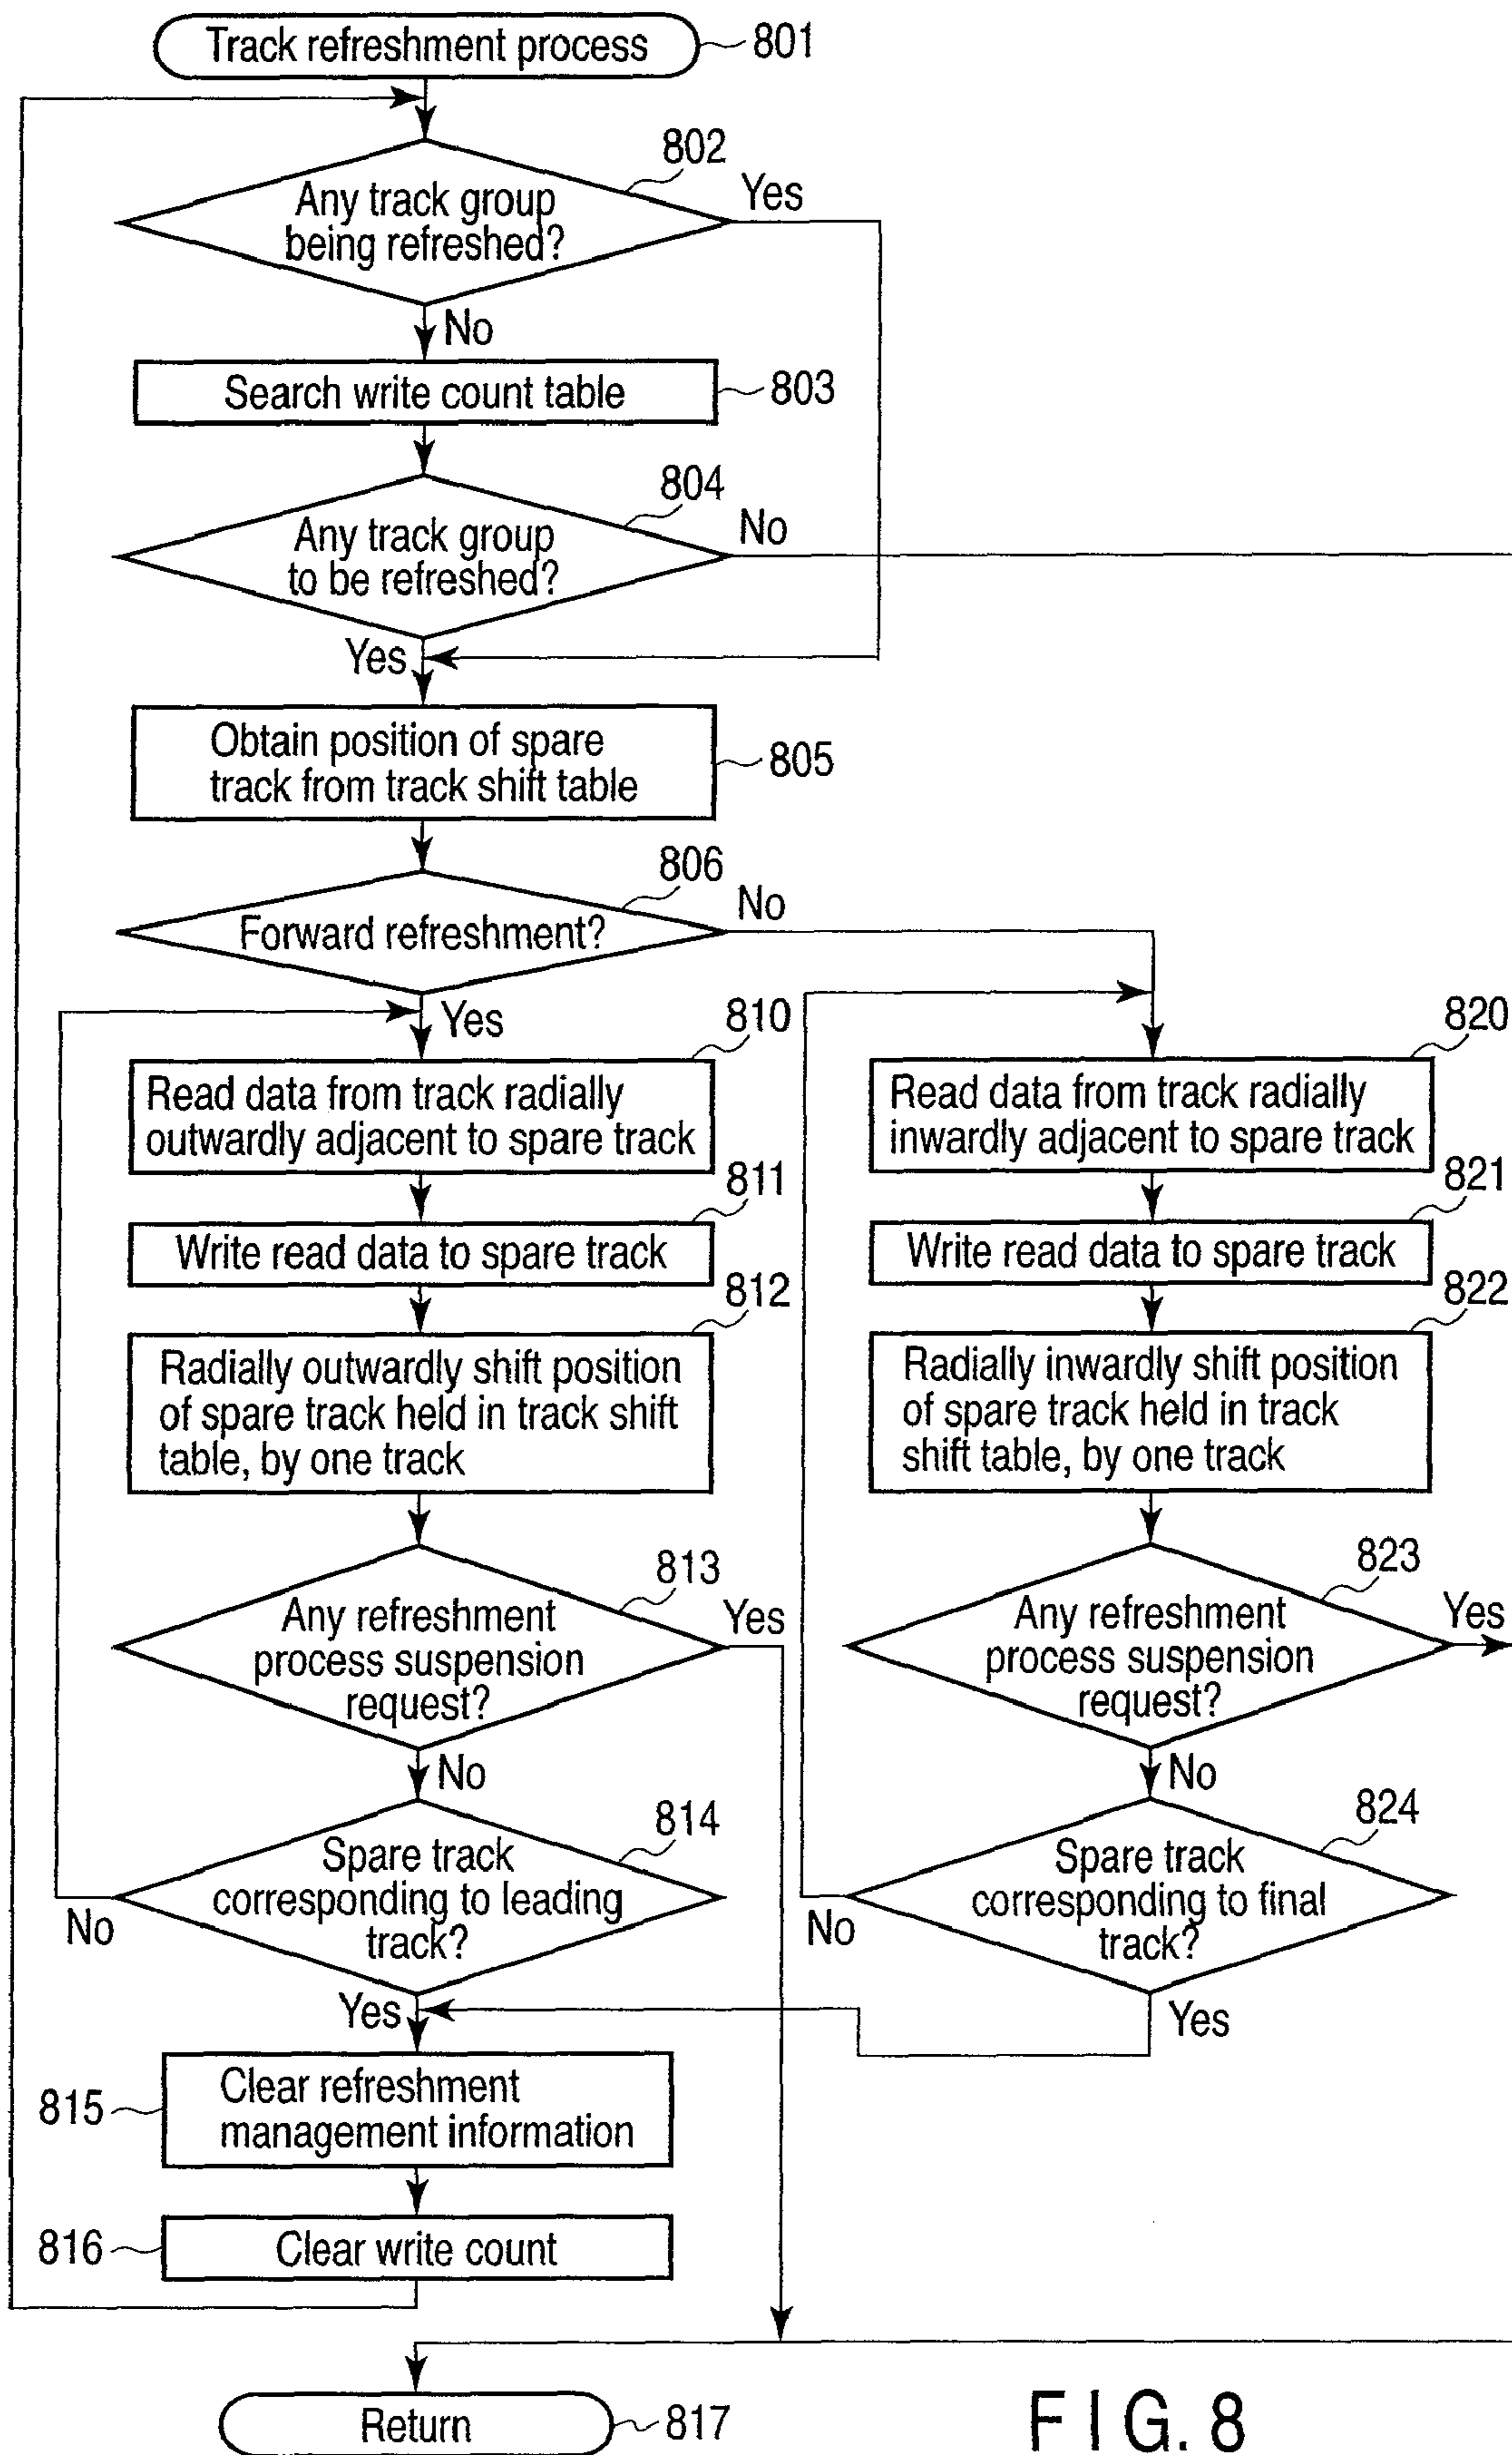 Track refreshment process
801
802
Any track group
being refreshed?
Yes
No
Search write count table
803
804
Any track group
to be refreshed?
No
Yes
Obtain position of spare
track from track shift table
805
806
Forward refreshment?
No
Yes
810
Read data from track radially
outwardly adjacent to spare track
811
Write read data to spare track
812
Radially outwardly shift position
of spare track held in track shift
table, by one track
813
Any refreshment
process suspension
request?
Yes
No
814
Spare track
corresponding to leading
track?
No
Yes
820
Read data from track radially
inwardly adjacent to spare track
821
Write read data to spare track
822
Radially inwardly shift position
of spare track held in track
shift table, by one track
823
Any refreshment
process suspension
request?
Yes
No
824
Spare track
corresponding to final
track?
No
Yes
815
Clear refreshment
management information
816
Clear write count
Return
817
FIG. 8